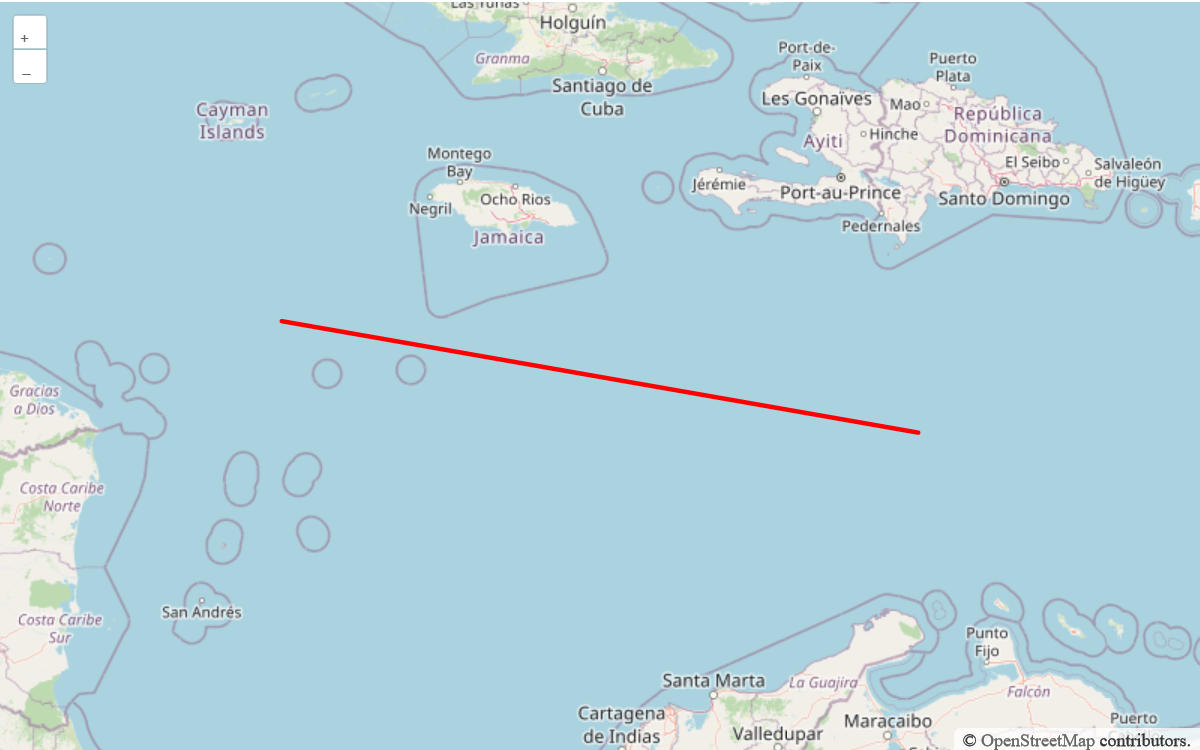 +
–
Las Tunas
Holguín
Granma
Santiago de
Cuba
Cayman
Islands
Montego
Bay
Negril
Ocho Rios
Jamaica
Port-de-
Paix
Les Gonaïves
Hinche
Ayiti
Jérémie
Port-au-Prince
Pedernales
Puerto
Plata
Mao
República
Dominicana
El Seibo
Salvaleón
de Higüey
Santo Domingo
Gracias
a Dios
Costa Caribe
Norte
Costa Caribe
Sur
San Andrés
Santa Marta
Cartagena
de Indias
Valledupar
La Guajira
Maracaibo
Punto
Fijo
Falcón
Puerto
© OpenStreetMap contributors.